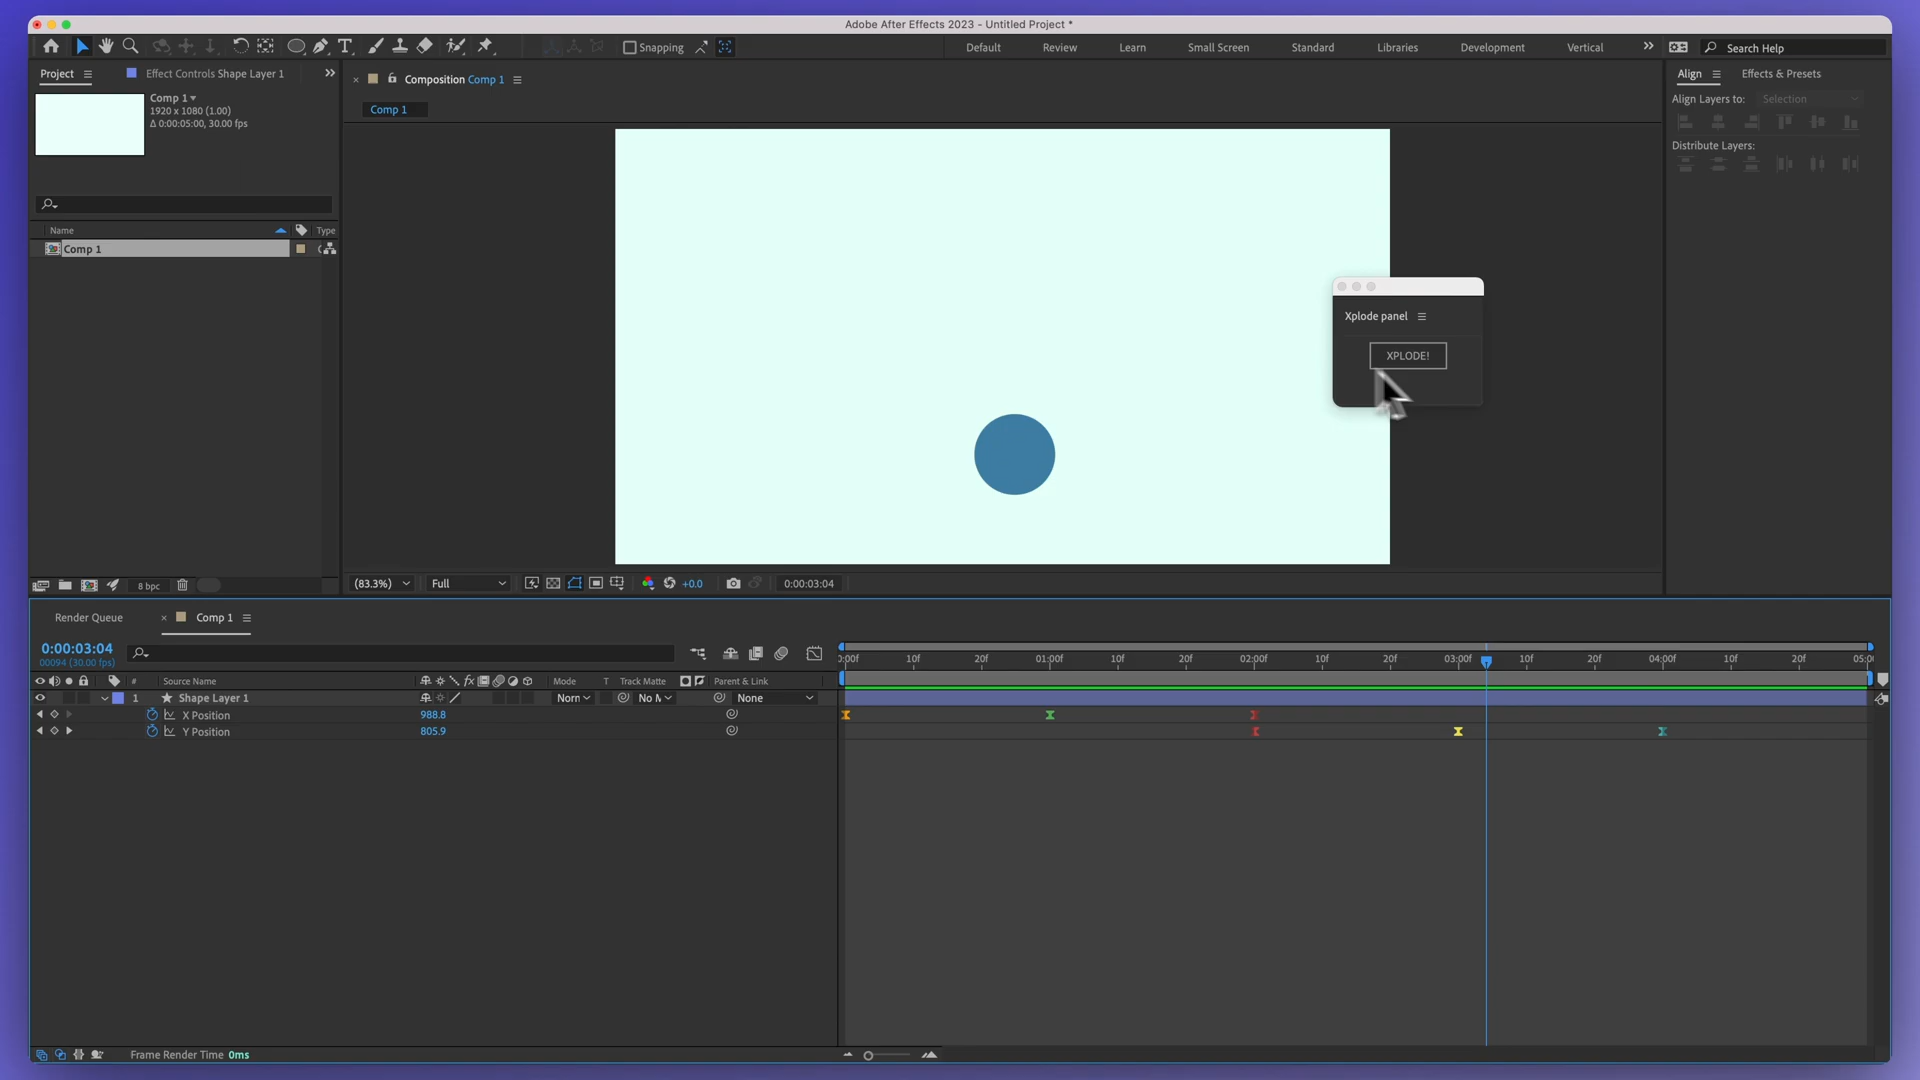 Adobe After Effects 2023 - Untitled Project *
Snapping
Default
Review
Learn
Small Screen
Standard
Libraries
Development
Vertical
Search Help
Project
Effect Controls Shape Layer 1
Composition Comp 1
Align
Effects & Presets
Comp 1
1920 x 1080 (1.00)
Δ 0:00:05:00, 30.00 fps
Comp 1
Align Layers to:
Selection
Distribute Layers:
Name
Type
Comp 1
Xplode panel
XPLODE!
8 bpc
(83.3%)
Full
+0.0
0:00:03:04
Render Queue
Comp 1
0:00:03:04
00094 (30.00 fps)
:00f
10f
20f
01:00f
10f
20f
02:00f
10f
20f
03:00f
10f
20f
04:00f
10f
20f
05:0
#
Source Name
fx
Mode
T
Track Matte
Parent & Link
1
Shape Layer 1
Norn
No M
None
X Position
988.8
Y Position
805.9
Frame Render Time 0ms